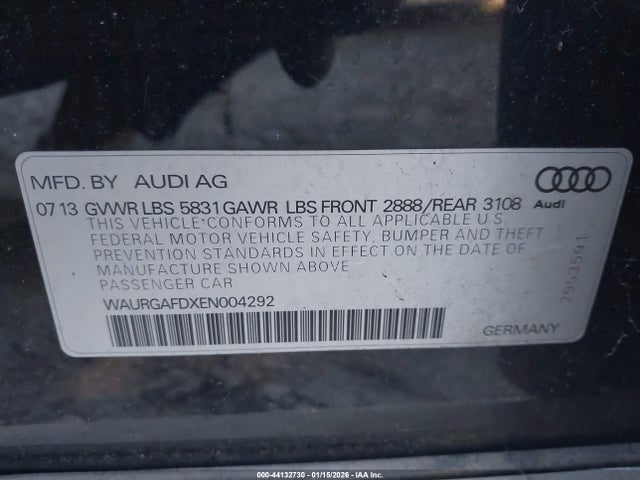 MFD. BY AUDI AG
07 13 GVWR LBS 5831 GAWR LBS FRONT 2888/REAR 3108
Audi
THIS VEHICLE CONFORMS TO ALL APPLICABLE U.S.
FEDERAL MOTOR VEHICLE SAFETY, BUMPER AND THEFT
PREVENTION STANDARDS IN EFFECT ON THE DATE OF
MANUFACTURE SHOWN ABOVE
PASSENGER CAR
2953591
WAURGAFDXEN004292
GERMANY
000-44132730 - 01/15/2026 - IAA Inc.